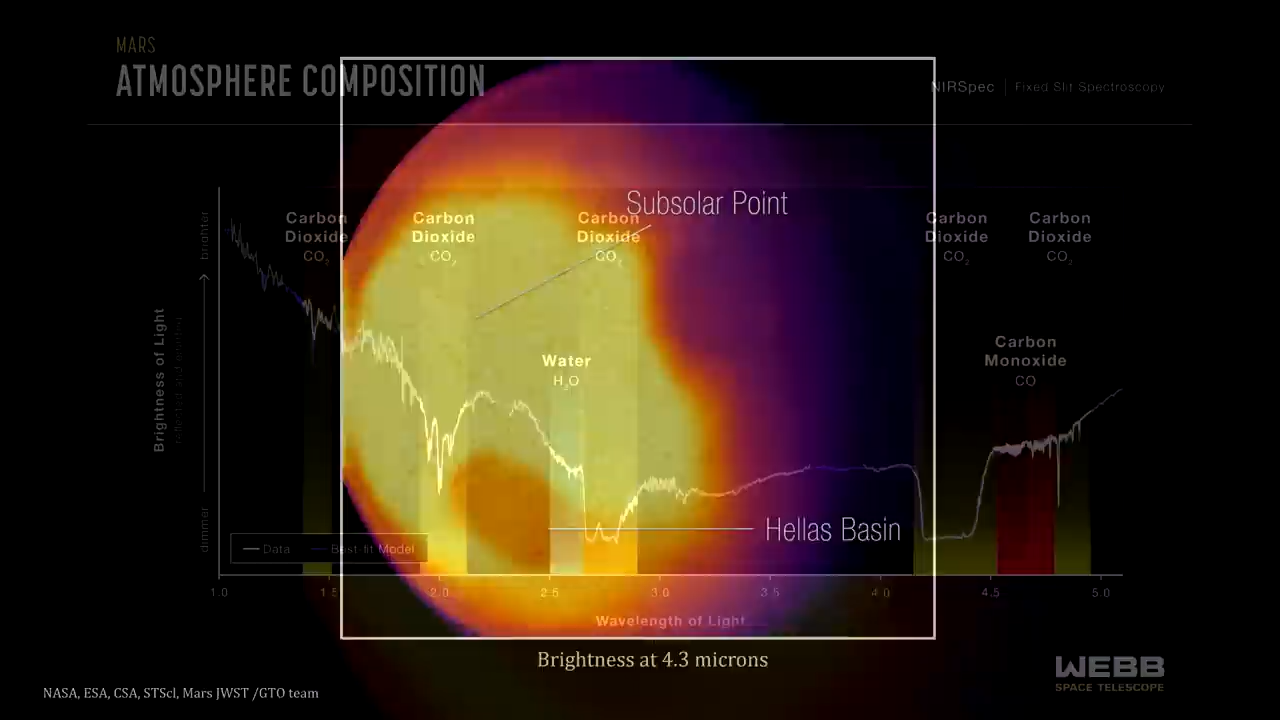 MARS
ATMOSPHERE COMPOSITION
NIRSpec | Fixed Slit Spectroscopy
Subsolar Point
Carbon Dioxide CO₂
Carbon Dioxide CO₂
Carbon Dioxide CO₂
Carbon Dioxide CO₂
Carbon Dioxide CO₂
brighter
Brightness of Light
reflected and emitted
dimmer
Water
H₂O
Carbon
Monoxide
CO
Hellas Basin
Data Best-fit Model
1.0 1.5 2.0 2.5 3.0 3.5 4.0 4.5 5.0
Wavelength of Light
Brightness at 4.3 microns
WEBB
SPACE TELESCOPE
NASA, ESA, CSA, STScl, Mars JWST /GTO team